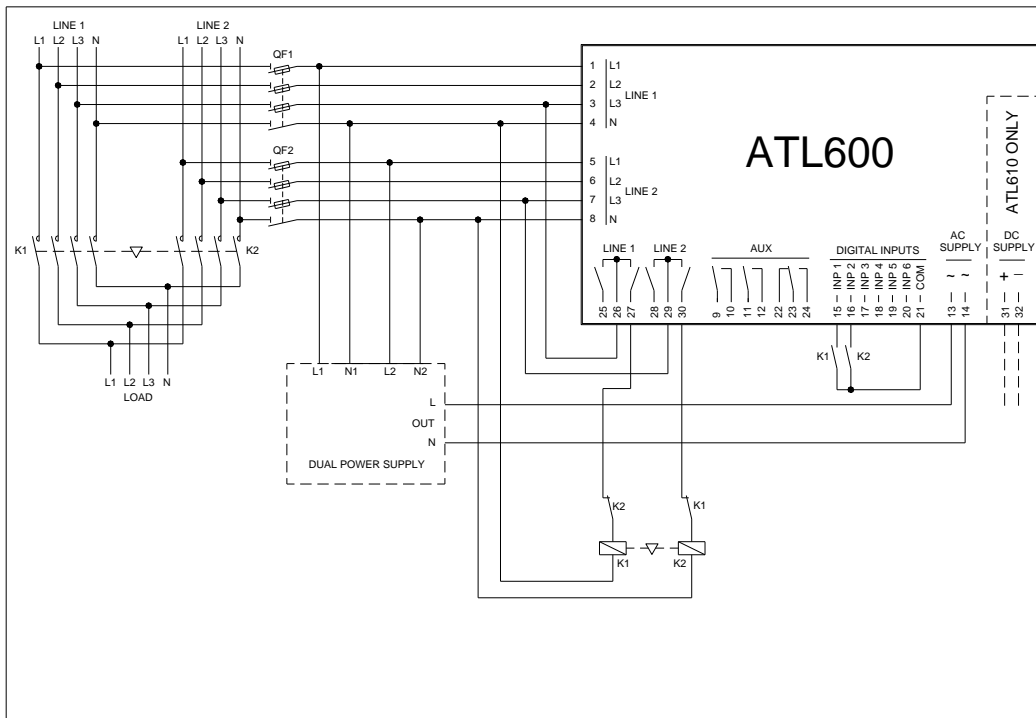 LINE 1 LINE 2
L1 L2 L3 N L1 L2 L3 N
QF1
1 L1
2 L2
3 L3
4 N
LINE 1
QF2
5 L1
6 L2
7 L3
8 N
LINE 2
ATL600
ATL610 ONLY
K1 K2
LINE 1 LINE 2 AUX DIGITAL INPUTS
AC SUPPLY
DC SUPPLY
INP 1
INP 2
INP 3
INP 4
INP 5
INP 6
COM
~ ~
+ –
25 26 27 28 29 30 9 10 11 12 22 23 24 15 16 17 18 19 20 21 13 14 31 32
K1 K2
L1 L2 L3 N
LOAD
L1 N1 L2 N2
L
OUT
N
DUAL POWER SUPPLY
K2 K1
K1 K2